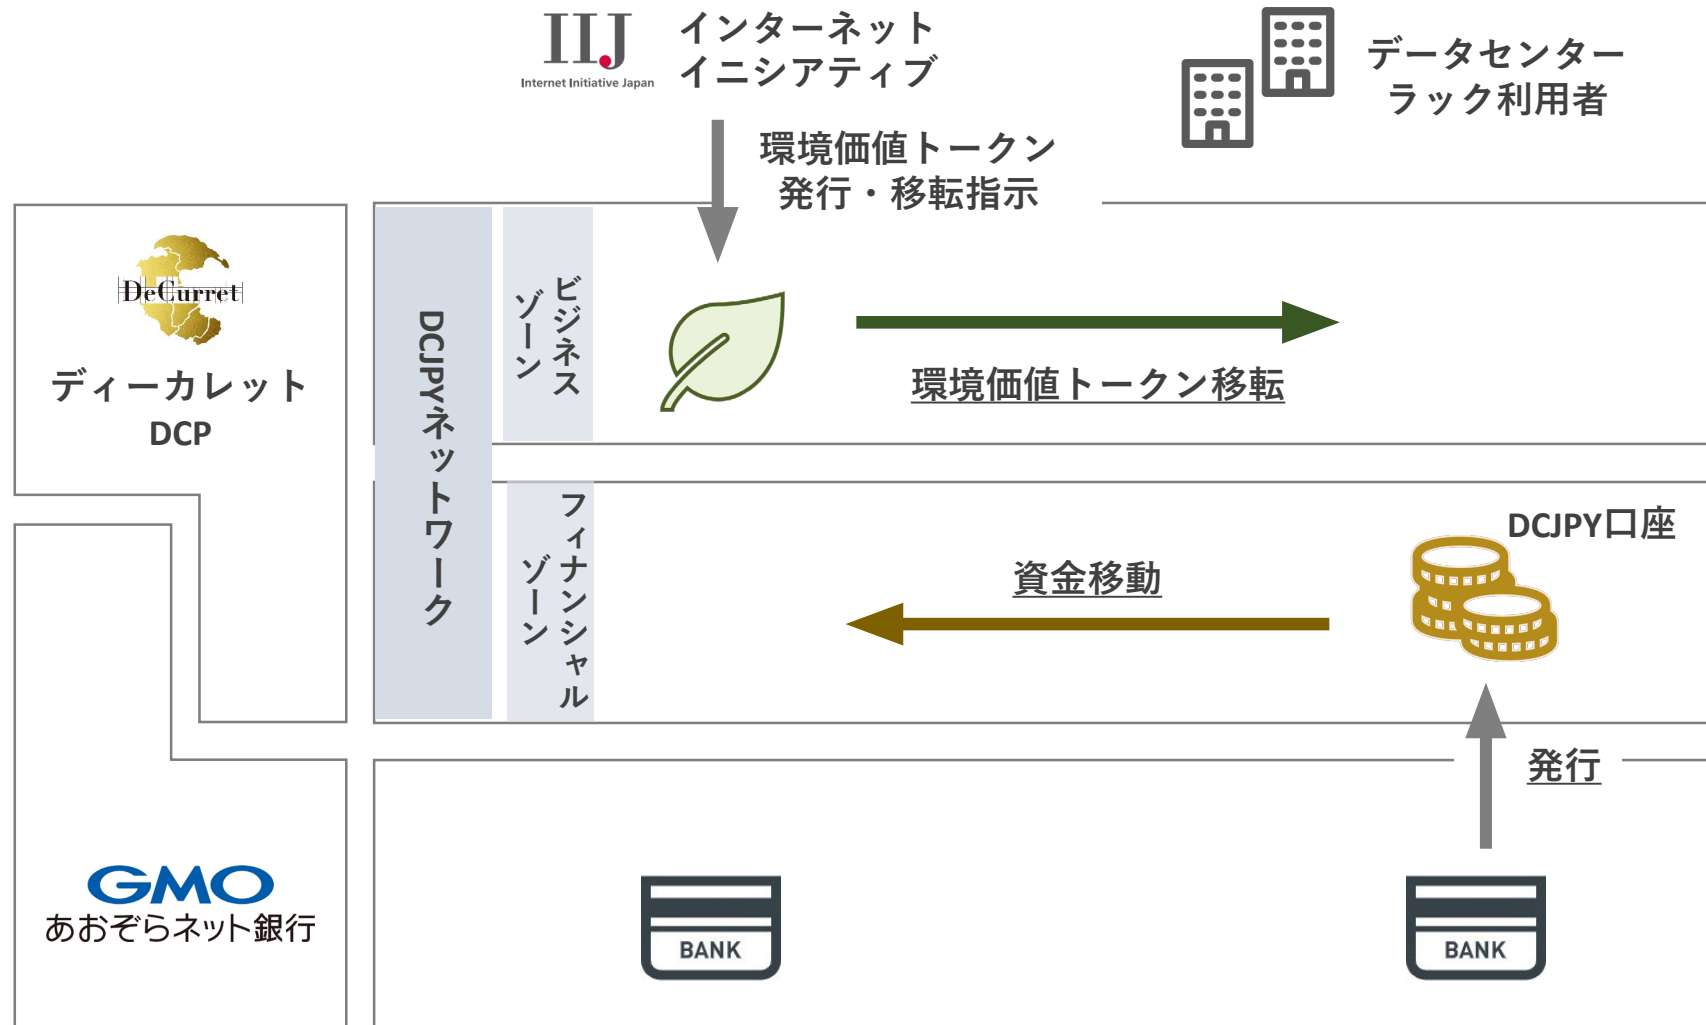 IIJ
Internet Initiative Japan
インターネット
イニシアティブ
データセンター
ラック利用者
環境価値トークン
発行・移転指示
DeCurret
ディーカレット
DCP
DCJPYネットワーク
ビジネス
ゾーン
環境価値トークン移転
フィナンシャル
ゾーン
DCJPY口座
資金移動
発行
GMO
あおぞらネット銀行
BANK
BANK